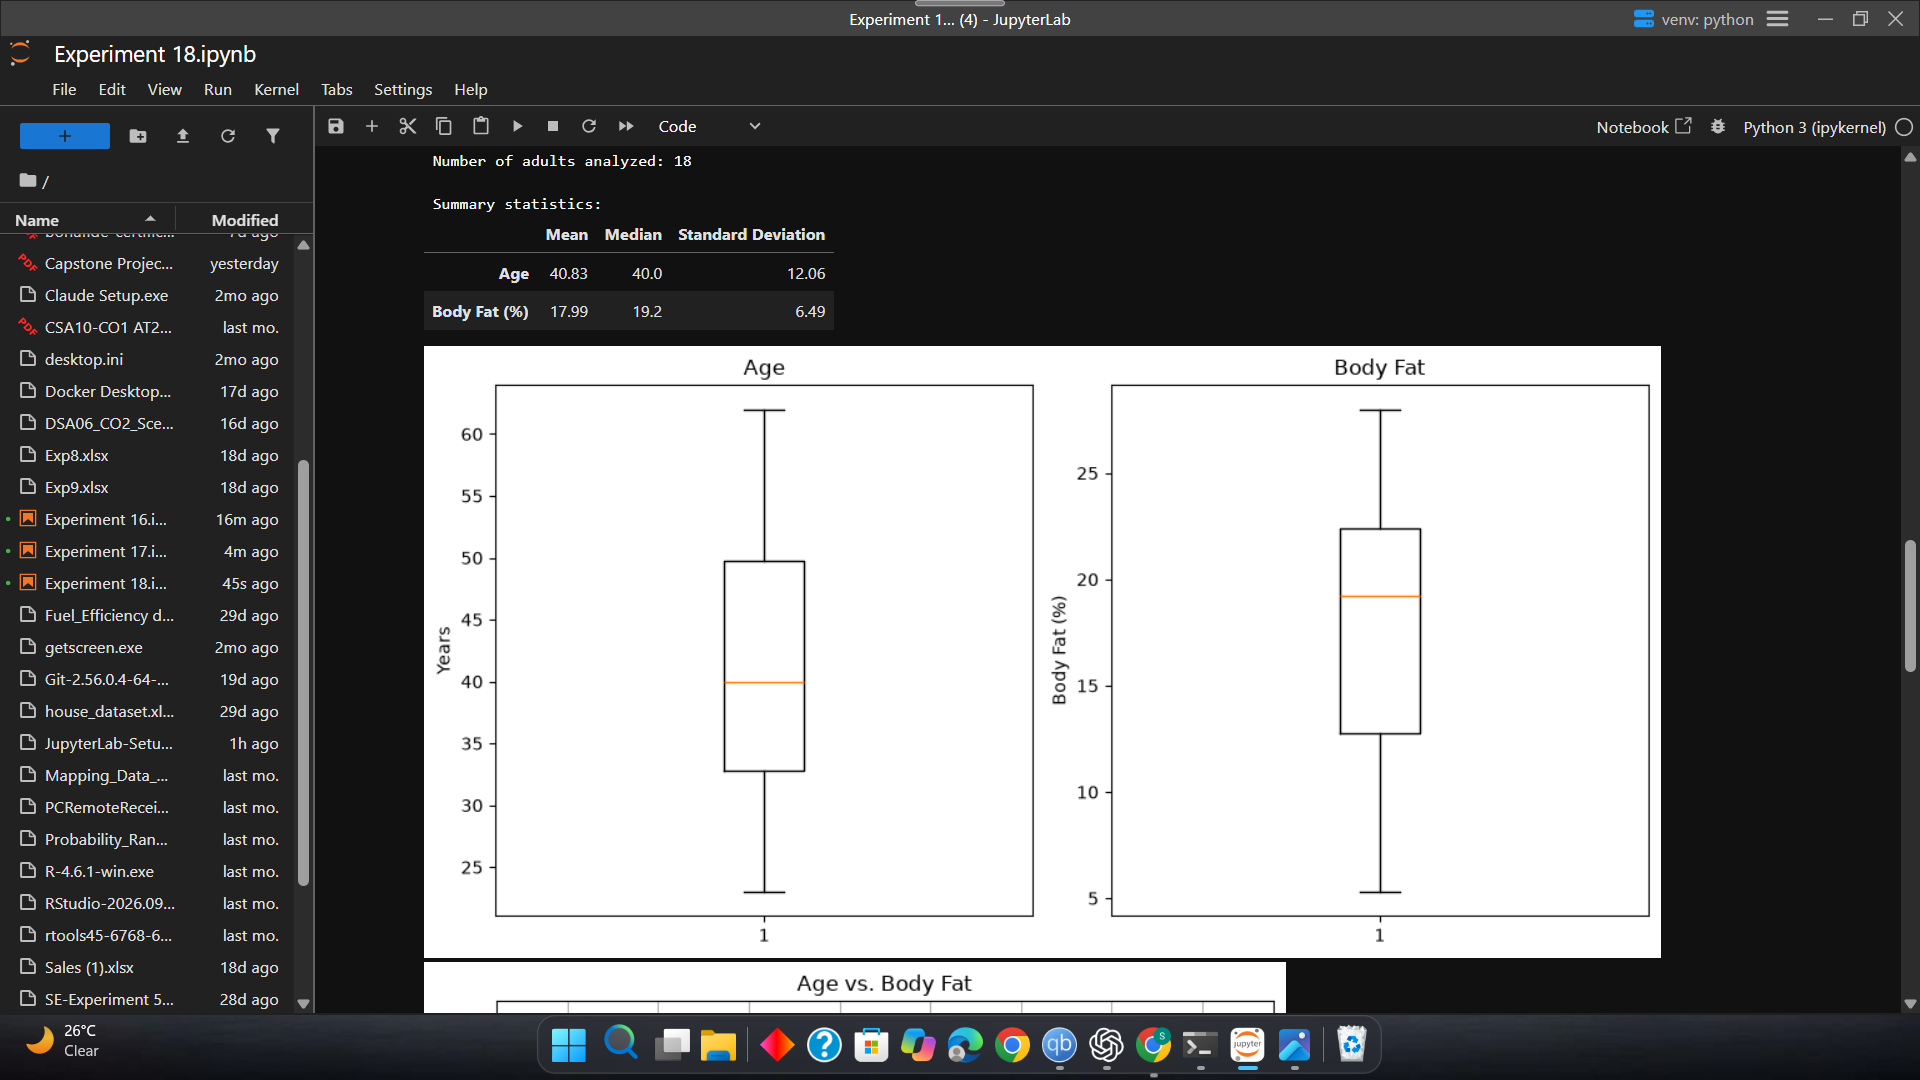 Experiment 1... (4) - JupyterLab
venv: python
Experiment 18.ipynb
File Edit View Run Kernel Tabs Settings Help
Code
Notebook
Python 3 (ipykernel)
/
Name Modified
Capstone Projec... yesterday
Claude Setup.exe 2mo ago
CSA10-CO1 AT2... last mo.
desktop.ini 2mo ago
Docker Desktop... 17d ago
DSA06_CO2_Sce... 16d ago
Exp8.xlsx 18d ago
Exp9.xlsx 18d ago
Experiment 16.i... 16m ago
Experiment 17.i... 4m ago
Experiment 18.i... 45s ago
Fuel_Efficiency d... 29d ago
getscreen.exe 2mo ago
Git-2.56.0.4-64-... 19d ago
house_dataset.xl... 29d ago
JupyterLab-Setu... 1h ago
Mapping_Data_... last mo.
PCRemoteRecei... last mo.
Probability_Ran... last mo.
R-4.6.1-win.exe last mo.
RStudio-2026.09... last mo.
rtools45-6768-6... last mo.
Sales (1).xlsx 18d ago
SE-Experiment 5... 28d ago
Number of adults analyzed: 18
Summary statistics:
Mean Median Standard Deviation
Age 40.83 40.0 12.06
Body Fat (%) 17.99 19.2 6.49
Age
Years
60
55
50
45
40
35
30
25
1
Body Fat
Body Fat (%)
25
20
15
10
5
1
Age vs. Body Fat
26°C
Clear
qb
S
jupyter